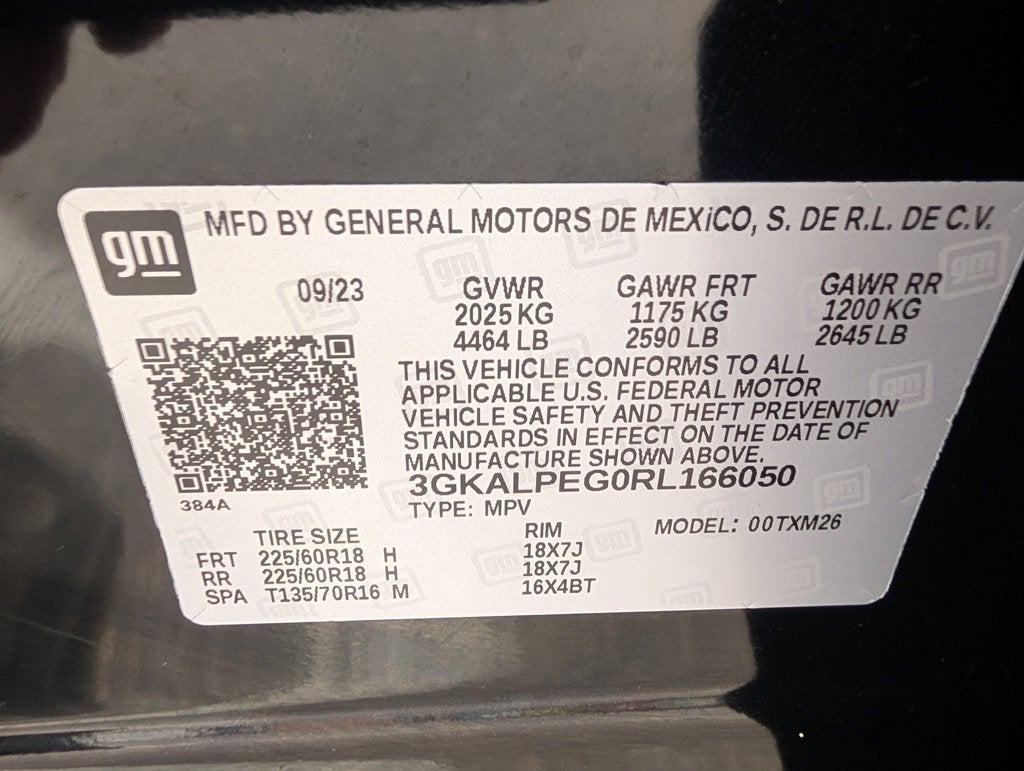 gm
MFD BY GENERAL MOTORS DE MEXiCO, S. DE R.L. DE C.V.
09/23
GVWR GAWR FRT GAWR RR
2025 KG 1175 KG 1200 KG
4464 LB 2590 LB 2645 LB
THIS VEHICLE CONFORMS TO ALL
APPLICABLE U.S. FEDERAL MOTOR
VEHICLE SAFETY AND THEFT PREVENTION
STANDARDS IN EFFECT ON THE DATE OF
MANUFACTURE SHOWN ABOVE.
3GKALPEG0RL166050
384A
TYPE: MPV
MODEL: 00TXM26
TIRE SIZE RIM
FRT 225/60R18 H 18X7J
RR 225/60R18 H 18X7J
SPA T135/70R16 M 16X4BT